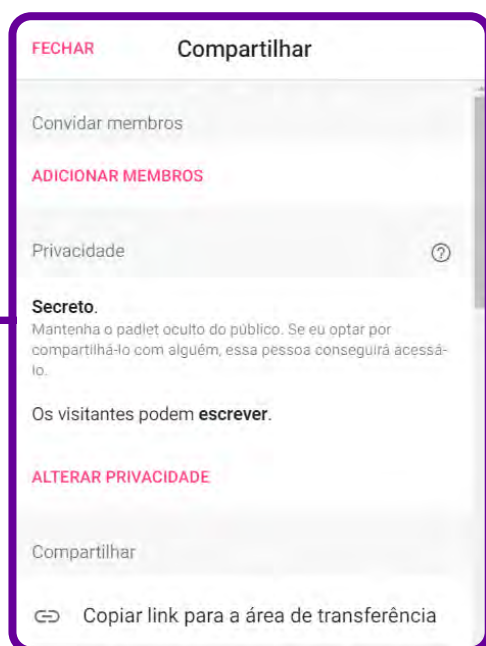 FECHAR Compartilhar
Convidar membros
ADICIONAR MEMBROS
Privacidade
Secreto.
Mantenha o padlet oculto do público. Se eu optar por
compartilhá-lo com alguém, essa pessoa conseguirá acessá-
lo.
Os visitantes podem escrever.
ALTERAR PRIVACIDADE
Compartilhar
Copiar link para a área de transferência